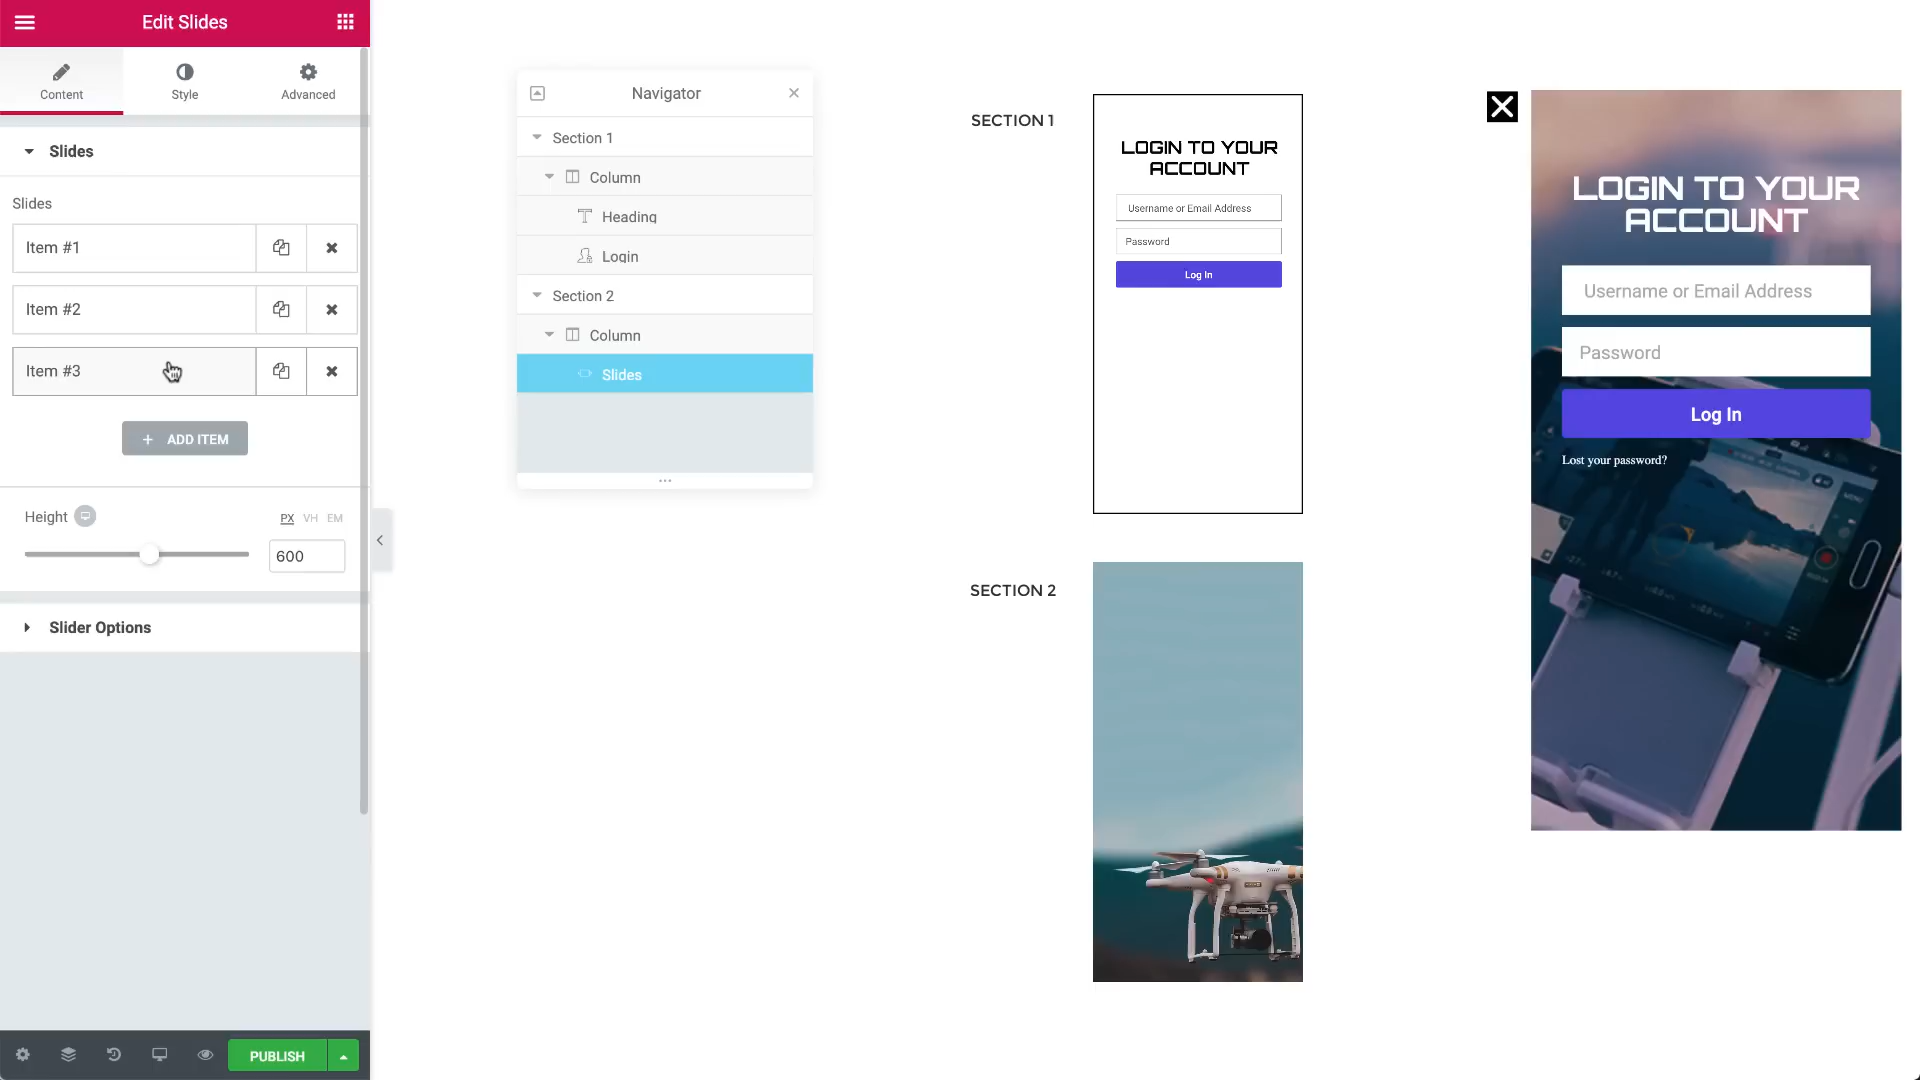 Edit Slides
Content
Style
Advanced
Slides
Slides
Item #1
Item #2
Item #3
ADD ITEM
Height
PX VH EM
600
Slider Options
PUBLISH
Navigator
Section 1
Column
Heading
Login
Section 2
Column
Slides
SECTION 1
LOGIN TO YOUR
ACCOUNT
Username or Email Address
Password
Log In
SECTION 2
LOGIN TO YOUR
ACCOUNT
Username or Email Address
Password
Log In
Lost your password?
MENU